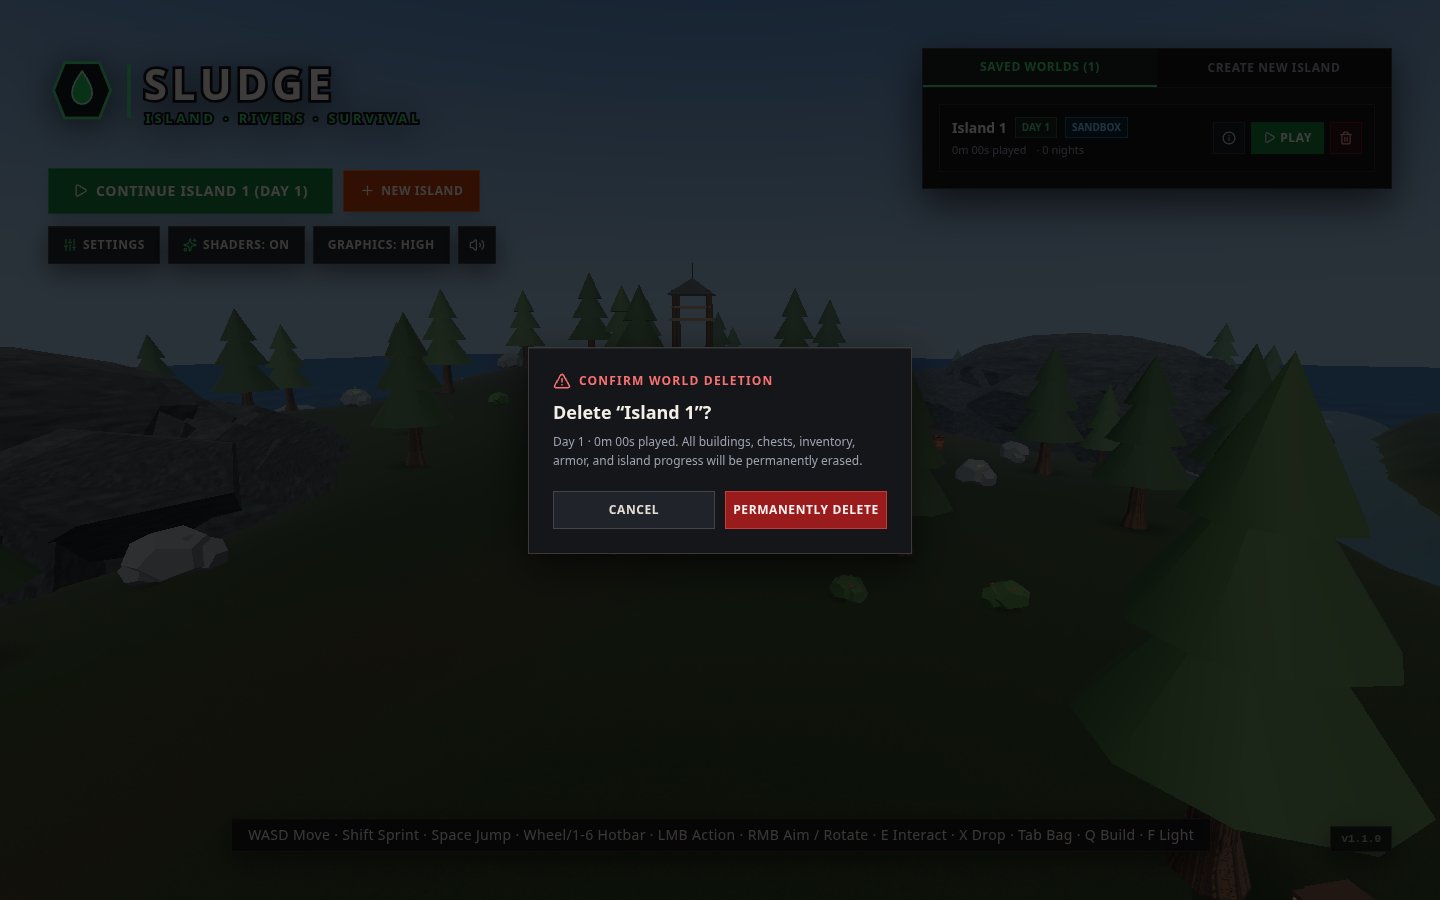 SLUDGE
ISLAND · RIVERS · SURVIVAL
CONTINUE ISLAND 1 (DAY 1)
NEW ISLAND
SETTINGS
SHADERS: ON
GRAPHICS: HIGH
SAVED WORLDS (1)
CREATE NEW ISLAND
Island 1
DAY 1
SANDBOX
0m 00s played · 0 nights
PLAY
CONFIRM WORLD DELETION
Delete “Island 1”?
Day 1 · 0m 00s played. All buildings, chests, inventory,
armor, and island progress will be permanently erased.
CANCEL
PERMANENTLY DELETE
WASD Move · Shift Sprint · Space Jump · Wheel/1-6 Hotbar · LMB Action · RMB Aim / Rotate · E Interact · X Drop · Tab Bag · Q Build · F Light
v1.1.0